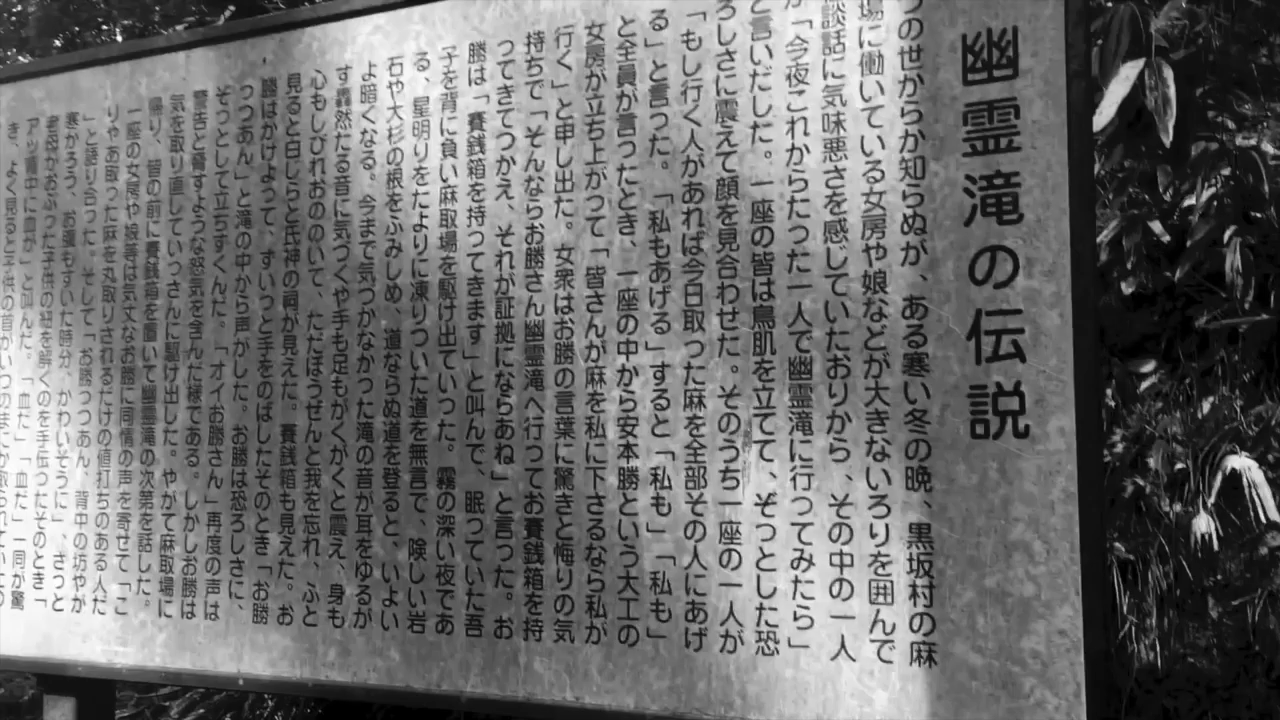 幽霊滝の伝説
つの世からか知らぬが、ある寒い冬の晩、黒坂村の麻
場に働いている女房や娘などが大きないろりを囲んで
談話に気味悪さを感じていたおりから、その中の一人
が「今夜これからたった一人で幽霊滝に行ってみたら」
と言いだした。一座の皆は鳥肌を立てて、ぞっとした恐
ろしさに震えて顔を見合わせた。そのうち一座の一人が
「もし行く人があれば今日取った麻を全部その人にあげ
る」と言った。「私もあげる」すると「私も」「私も」
と全員が言ったとき、一座の中から安本勝という大工の
女房が立ち上がって「皆さんが麻を私に下さるなら私が
行く」と申し出た。女衆はお勝の言葉に驚きと悔りの気
持ちで「そんならお勝さん幽霊滝へ行ってお賽銭箱を持
ってきてつかえ、それが証拠にならあね」と言った。お
勝は「賽銭箱を持ってきます」と叫んで、眠っていた吾
子を背に負い麻取場を駆け出ていった。霧の深い夜であ
る、星明りをたよりに凍りついた道を無言で、険しい岩
石や大杉の根をふみしめ、道ならぬ道を登ると、いよい
よ暗くなる。今まで気づかなかった滝の音が耳をゆるが
す轟然たる音に気づくや手も足もがくがくと震え、身も
心もしびれおののいて、ただぼうぜんと我を忘れ、ふと
見ると白しらと氏神の祠が見えた。賽銭箱も見えた。お
勝はかけよって、すいっと手をのばしたそのとき「お勝
つつあん」と滝の中から声がした。お勝は恐ろしさに、
ぞっとして立ちすくんだ。「オイお勝さん」再度の声は
警告と脅すような怒気を含んだ様である。しかしお勝は
気を取り直していっさんに駆け出した。やがて麻取場に
帰り、皆の前に賽銭箱を置いて幽霊滝の次第を話した。
一座の女房や娘等は気丈なお勝に同情の声を寄せて「こ
りゃあ取った麻を丸取りされるだけの値打ちのある人だ
」と語り合った。そして「お勝つつあん、背中の坊やが
寒かろう、お腹もすいた時分、かわいそうに」、さっと
子供の
アッ背中に血が」と叫んだ。「血だ」「血だ」一同が驚
き、よく見ると子供の首がいつのまにか取られていたの